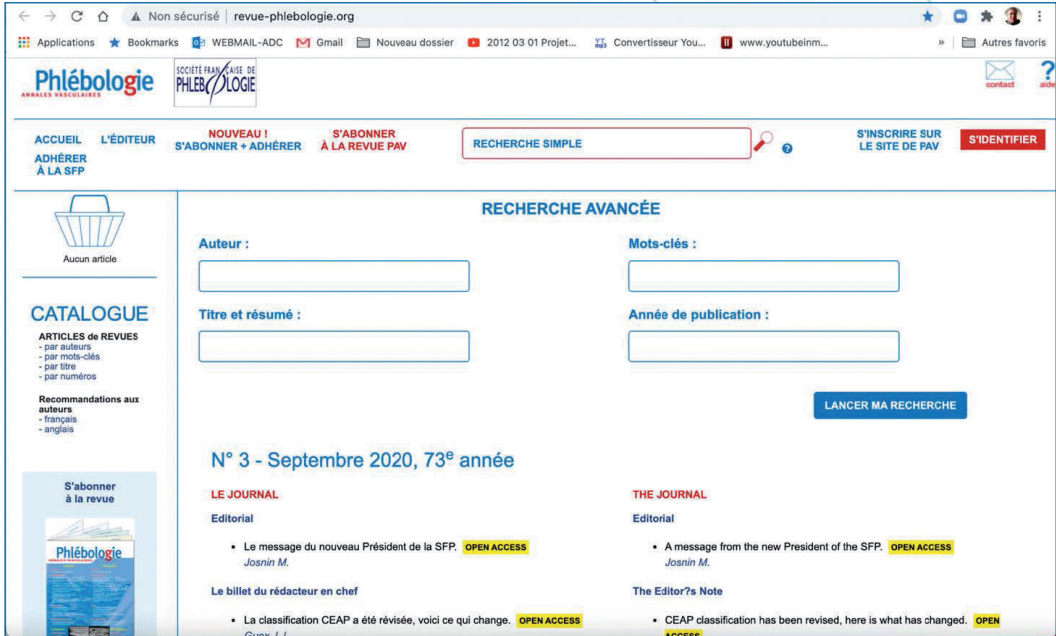 Non sécurisé | revue-phlebologie.org
Applications Bookmarks WEBMAIL-ADC Gmail Nouveau dossier 2012 03 01 Projet... Convertisseur You... www.youtubeinm... » Autres favoris
Phlébologie
ANNALES VASCULAIRES
SOCIÉTÉ FRANÇAISE DE
PHLEBOLOGIE
contact
aide
ACCUEIL L'ÉDITEUR
ADHÉRER
À LA SFP
NOUVEAU !
S'ABONNER + ADHÉRER
S'ABONNER
À LA REVUE PAV
RECHERCHE SIMPLE
S'INSCRIRE SUR
LE SITE DE PAV
S'IDENTIFIER
Aucun article
CATALOGUE
ARTICLES de REVUES
- par auteurs
- par mots-clés
- par titre
- par numéros
Recommandations aux
auteurs
- français
- anglais
S'abonner
à la revue
Phlébologie
RECHERCHE AVANCÉE
Auteur :
Mots-clés :
Titre et résumé :
Année de publication :
LANCER MA RECHERCHE
N° 3 - Septembre 2020, 73e année
LE JOURNAL
Editorial
• Le message du nouveau Président de la SFP. OPEN ACCESS
Josnin M.
Le billet du rédacteur en chef
• La classification CEAP a été révisée, voici ce qui change. OPEN ACCESS
THE JOURNAL
Editorial
• A message from the new President of the SFP. OPEN ACCESS
Josnin M.
The Editor?s Note
• CEAP classification has been revised, here is what has changed. OPEN
ACCESS